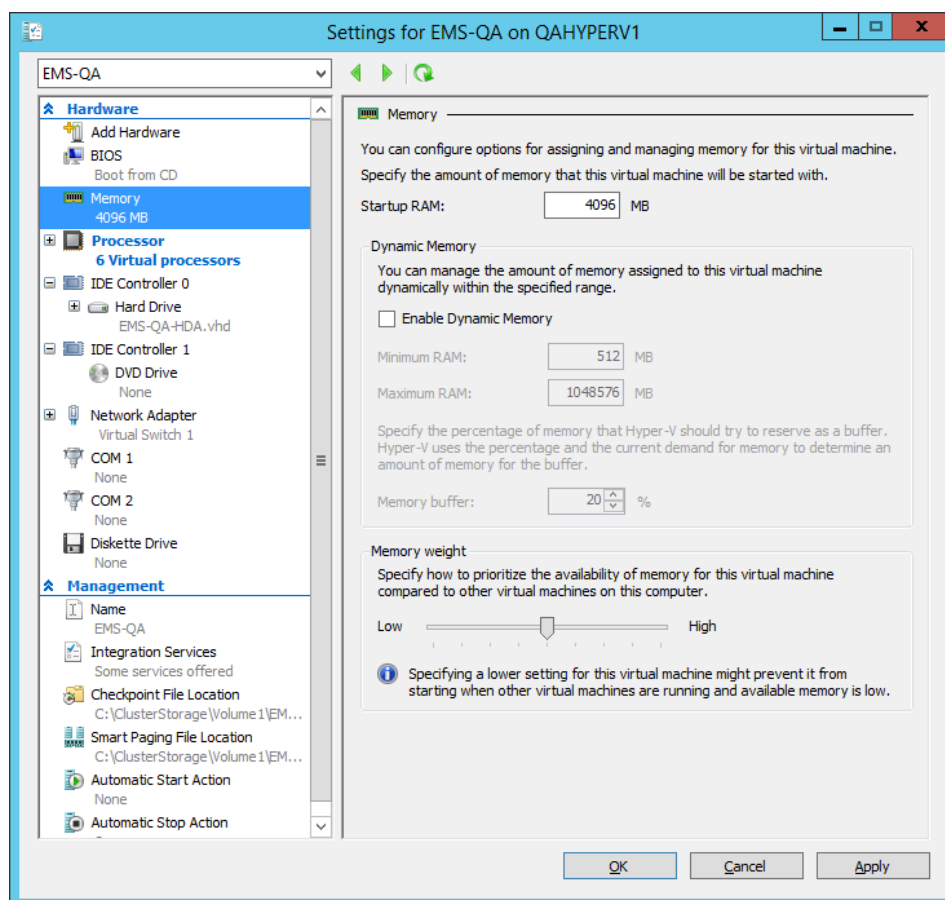 Settings for EMS-QA on QAHYPERV1
EMS-QA
Hardware
Add Hardware
BIOS
Boot from CD
Memory
4096 MB
Processor
6 Virtual processors
IDE Controller 0
Hard Drive
EMS-QA-HDA.vhd
IDE Controller 1
DVD Drive
None
Network Adapter
Virtual Switch 1
COM 1
None
COM 2
None
Diskette Drive
None
Management
Name
EMS-QA
Integration Services
Some services offered
Checkpoint File Location
C:\ClusterStorage\Volume1\EM...
Smart Paging File Location
C:\ClusterStorage\Volume1\EM...
Automatic Start Action
None
Automatic Stop Action
Memory
You can configure options for assigning and managing memory for this virtual machine.
Specify the amount of memory that this virtual machine will be started with.
Startup RAM: 4096 MB
Dynamic Memory
You can manage the amount of memory assigned to this virtual machine
dynamically within the specified range.
Enable Dynamic Memory
Minimum RAM: 512 MB
Maximum RAM: 1048576 MB
Specify the percentage of memory that Hyper-V should try to reserve as a buffer.
Hyper-V uses the percentage and the current demand for memory to determine an
amount of memory for the buffer.
Memory buffer: 20 %
Memory weight
Specify how to prioritize the availability of memory for this virtual machine
compared to other virtual machines on this computer.
Low High
Specifying a lower setting for this virtual machine might prevent it from
starting when other virtual machines are running and available memory is low.
OK Cancel Apply